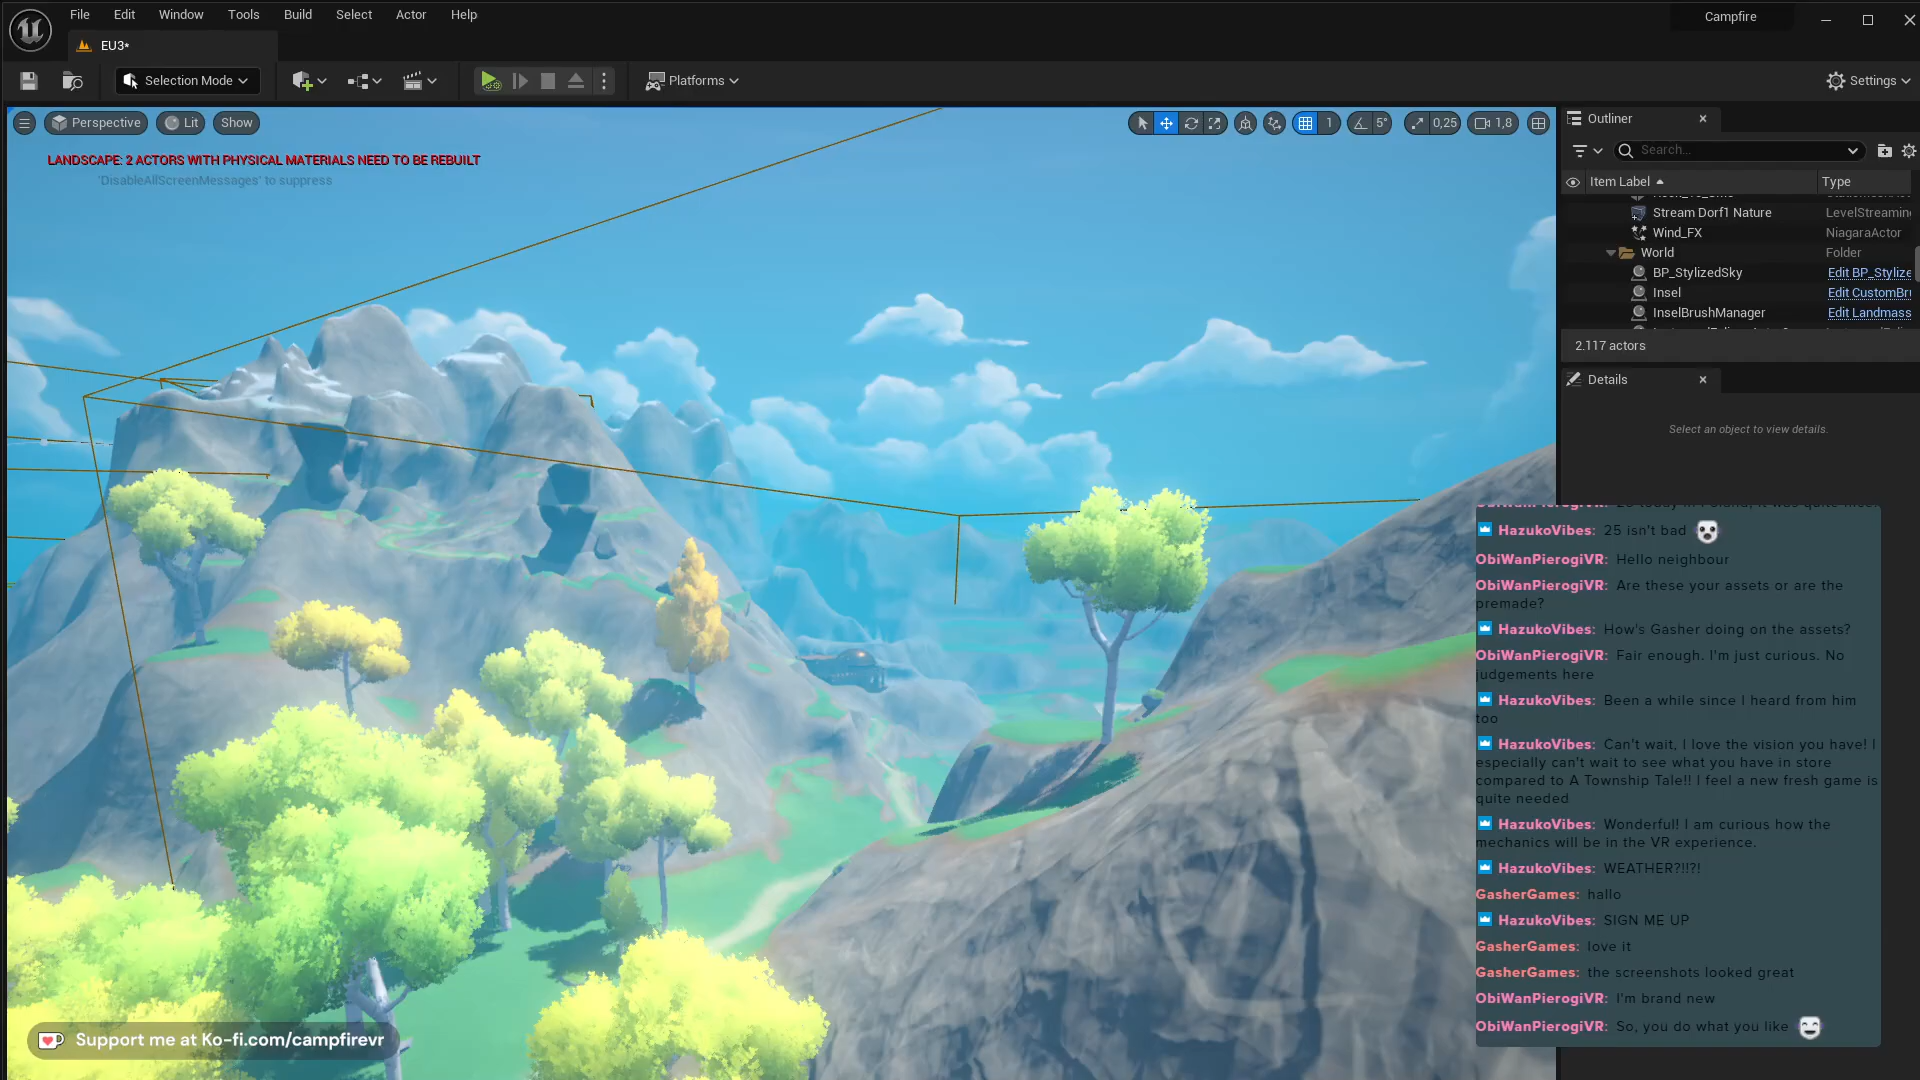 File Edit Window Tools Build Select Actor Help
Campfire
EU3*
Selection Mode
Platforms
Settings
Perspective Lit Show
1 5° 0,25 1,8
LANDSCAPE: 2 ACTORS WITH PHYSICAL MATERIALS NEED TO BE REBUILT
'DisableAllScreenMessages' to suppress
Outliner
Search...
Item Label Type
Stream Dorf1 Nature LevelStreaming
Wind_FX NiagaraActor
World Folder
BP_StylizedSky Edit BP_Stylize
Insel Edit CustomBru
InselBrushManager Edit Landmass
2.117 actors
Details
Select an object to view details.
HazukoVibes: 25 isn't bad
ObiWanPierogiVR: Hello neighbour
ObiWanPierogiVR: Are these your assets or are the
premade?
HazukoVibes: How's Gasher doing on the assets?
ObiWanPierogiVR: Fair enough. I'm just curious. No
judgements here
HazukoVibes: Been a while since I heard from him
too
HazukoVibes: Can't wait, I love the vision you have! I
especially can't wait to see what you have in store
compared to A Township Tale!! I feel a new fresh game is
quite needed
HazukoVibes: Wonderful! I am curious how the
mechanics will be in the VR experience.
HazukoVibes: WEATHER?!!?!
GasherGames: hallo
HazukoVibes: SIGN ME UP
GasherGames: love it
GasherGames: the screenshots looked great
ObiWanPierogiVR: I'm brand new
ObiWanPierogiVR: So, you do what you like
Support me at Ko-fi.com/campfirevr